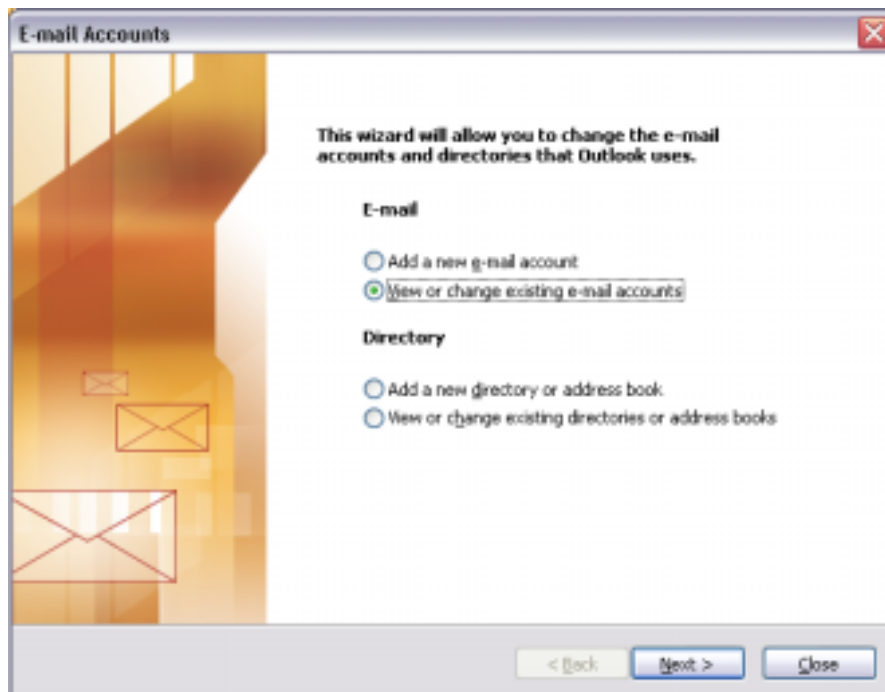 E-mail Accounts
This wizard will allow you to change the e-mail
accounts and directories that Outlook uses.
E-mail
Add a new e-mail account
View or change existing e-mail accounts
Directory
Add a new directory or address book
View or change existing directories or address books
< Back
Next >
Close